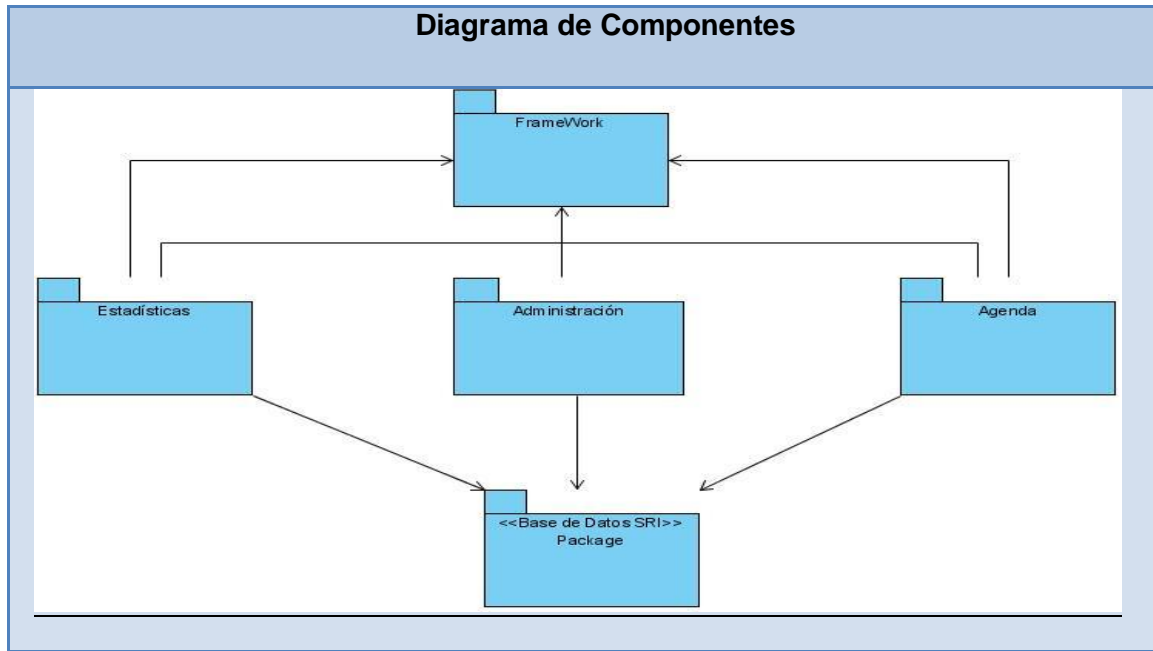 Diagrama de Componentes
FrameWork
Estadísticas
Administración
Agenda
<<Base de Datos SRI>>
Package